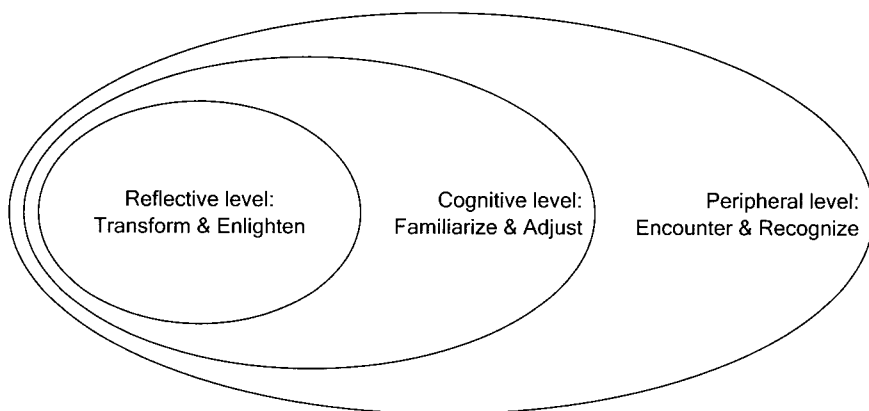 Reflective level:
Transform & Enlighten
Cognitive level:
Familiarize & Adjust
Peripheral level:
Encounter & Recognize